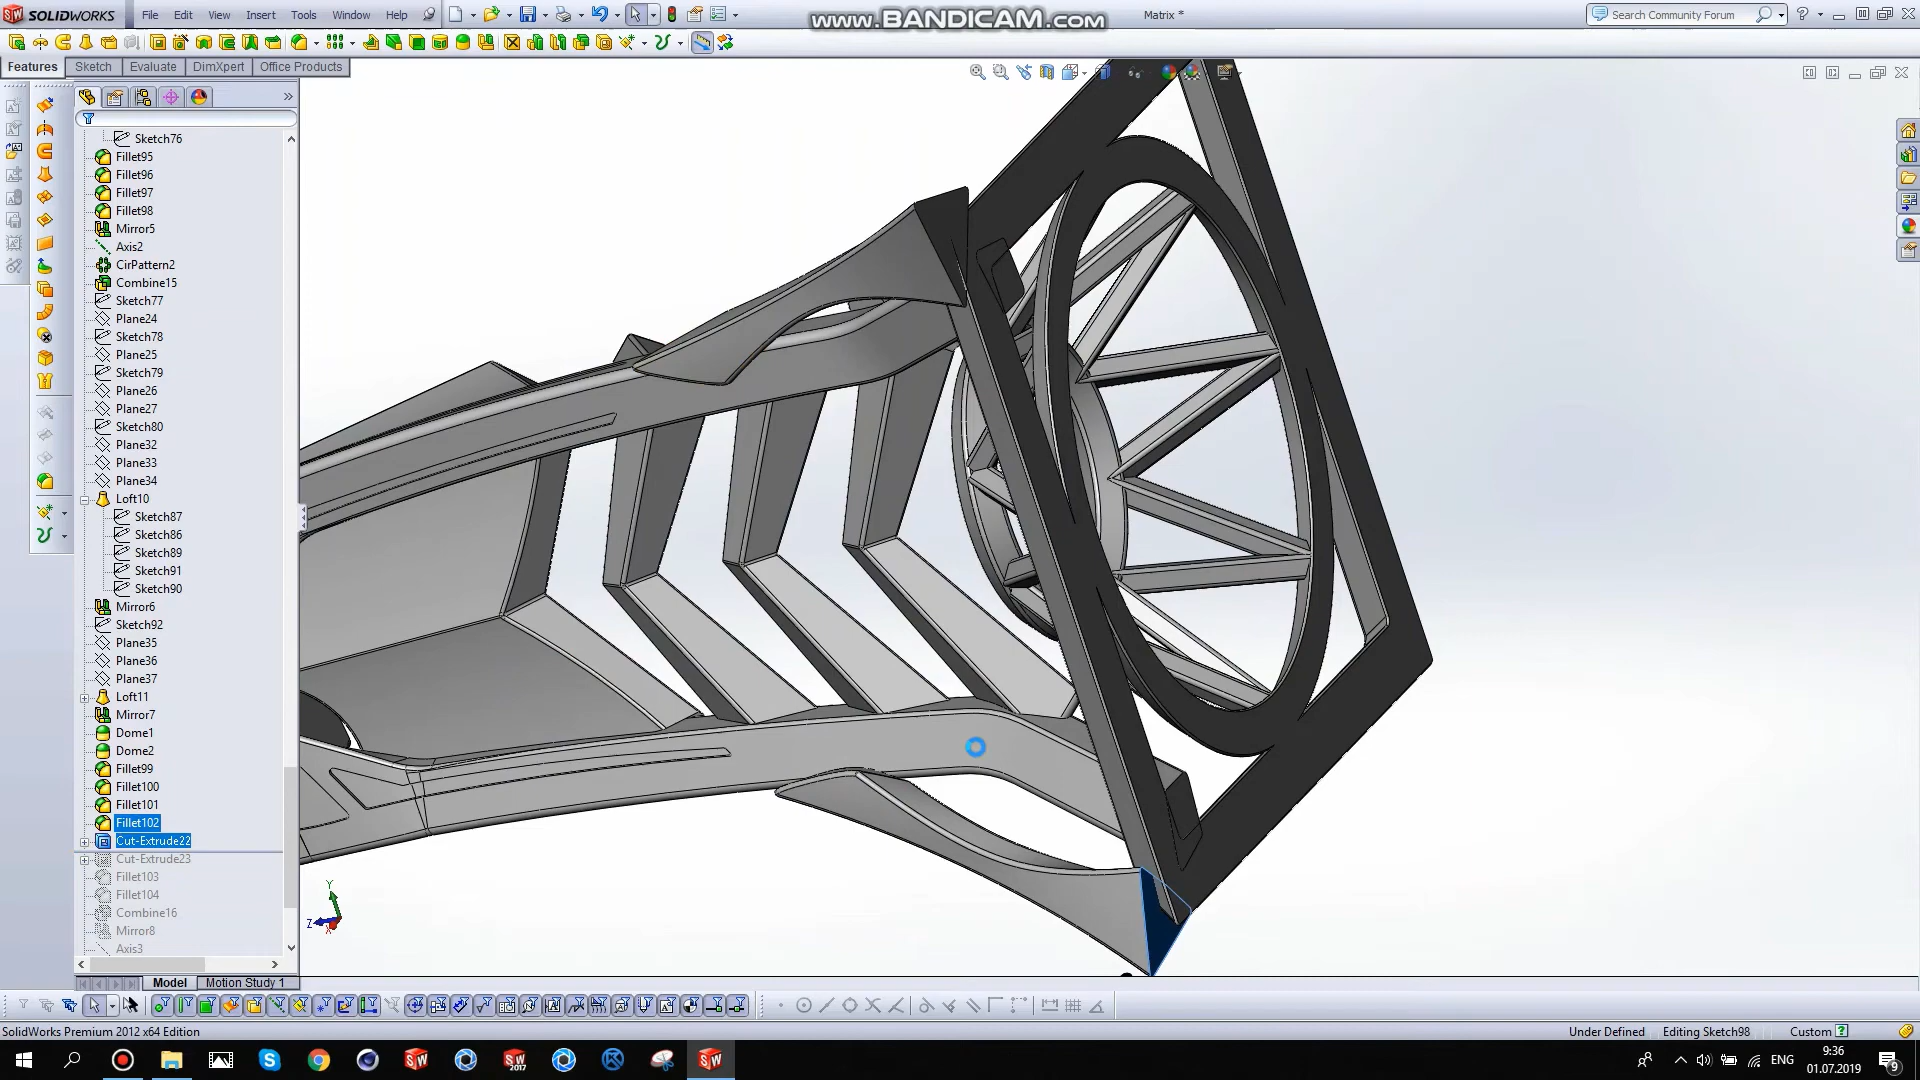 SOLIDWORKS
File Edit View Insert Tools Window Help
www.BANDICAM.com
Matrix *
Search Community Forum
Features Sketch Evaluate DimXpert Office Products
Sketch76
Fillet95
Fillet96
Fillet97
Fillet98
Mirror5
Axis2
CirPattern2
Combine15
Sketch77
Plane24
Sketch78
Plane25
Sketch79
Plane26
Plane27
Sketch80
Plane32
Plane33
Plane34
Loft10
Sketch87
Sketch86
Sketch89
Sketch91
Sketch90
Mirror6
Sketch92
Plane35
Plane36
Plane37
Loft11
Mirror7
Dome1
Dome2
Fillet99
Fillet100
Fillet101
Fillet102
Cut-Extrude22
Cut-Extrude23
Fillet103
Fillet104
Combine16
Mirror8
Axis3
Y
Z
X
Model Motion Study 1
SolidWorks Premium 2012 x64 Edition
Under Defined Editing Sketch98 Custom
ENG
9:36
01.07.2019
9